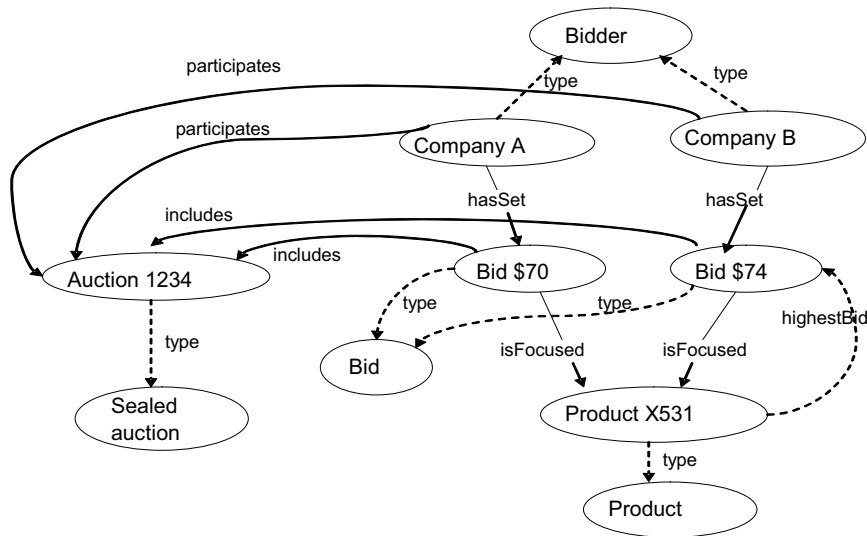 Bidder
participates
type
type
participates
Company A
Company B
hasSet
hasSet
includes
includes
Auction 1234
Bid $70
Bid $74
type
type
highestBid
type
isFocused
isFocused
Bid
Sealed
auction
Product X531
type
Product